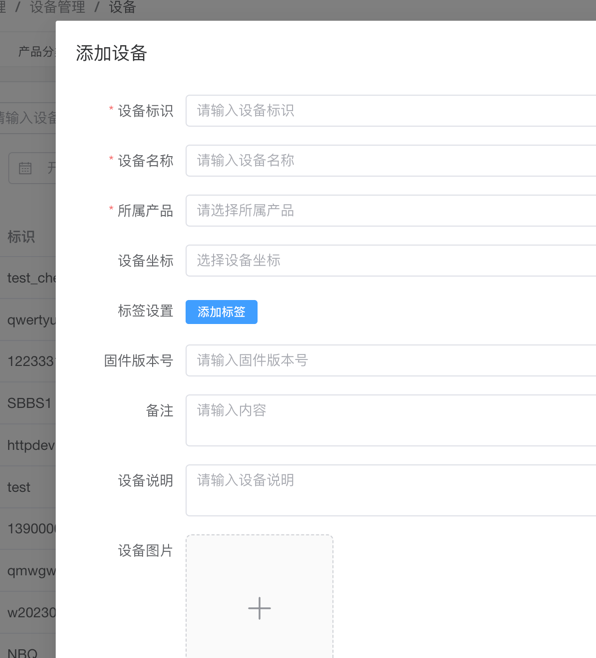 理 / 设备管理 / 设备
产品分
请输入设备
开
标识
test_che
qwertyu
122333
SBBS1
httpdev
test
139000
qmwgw
w20230
NBO
添加设备
* 设备标识 请输入设备标识
* 设备名称 请输入设备名称
* 所属产品 请选择所属产品
设备坐标 选择设备坐标
标签设置 添加标签
固件版本号 请输入固件版本号
备注 请输入内容
设备说明 请输入设备说明
设备图片